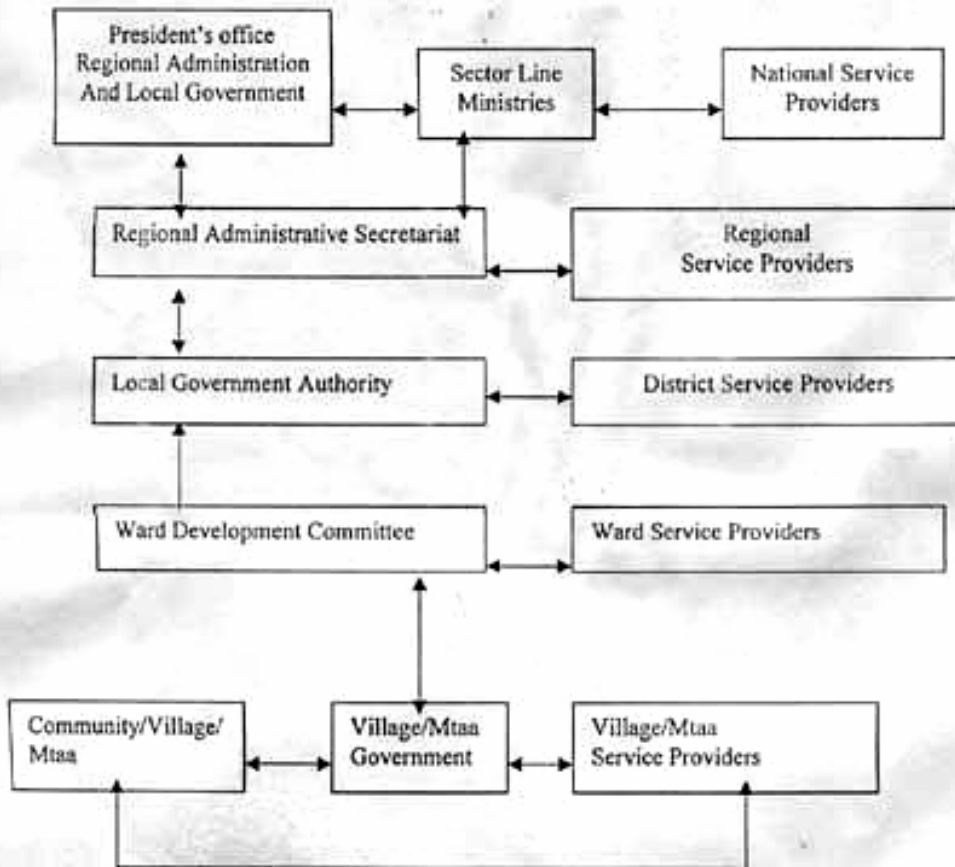 President's office
Regional Administration
And Local Government
Sector Line
Ministries
National Service
Providers
Regional Administrative Secretariat
Regional
Service Providers
Local Government Authority
District Service Providers
Ward Development Committee
Ward Service Providers
Community/Village/
Mtaa
Village/Mtaa
Government
Village/Mtaa
Service Providers